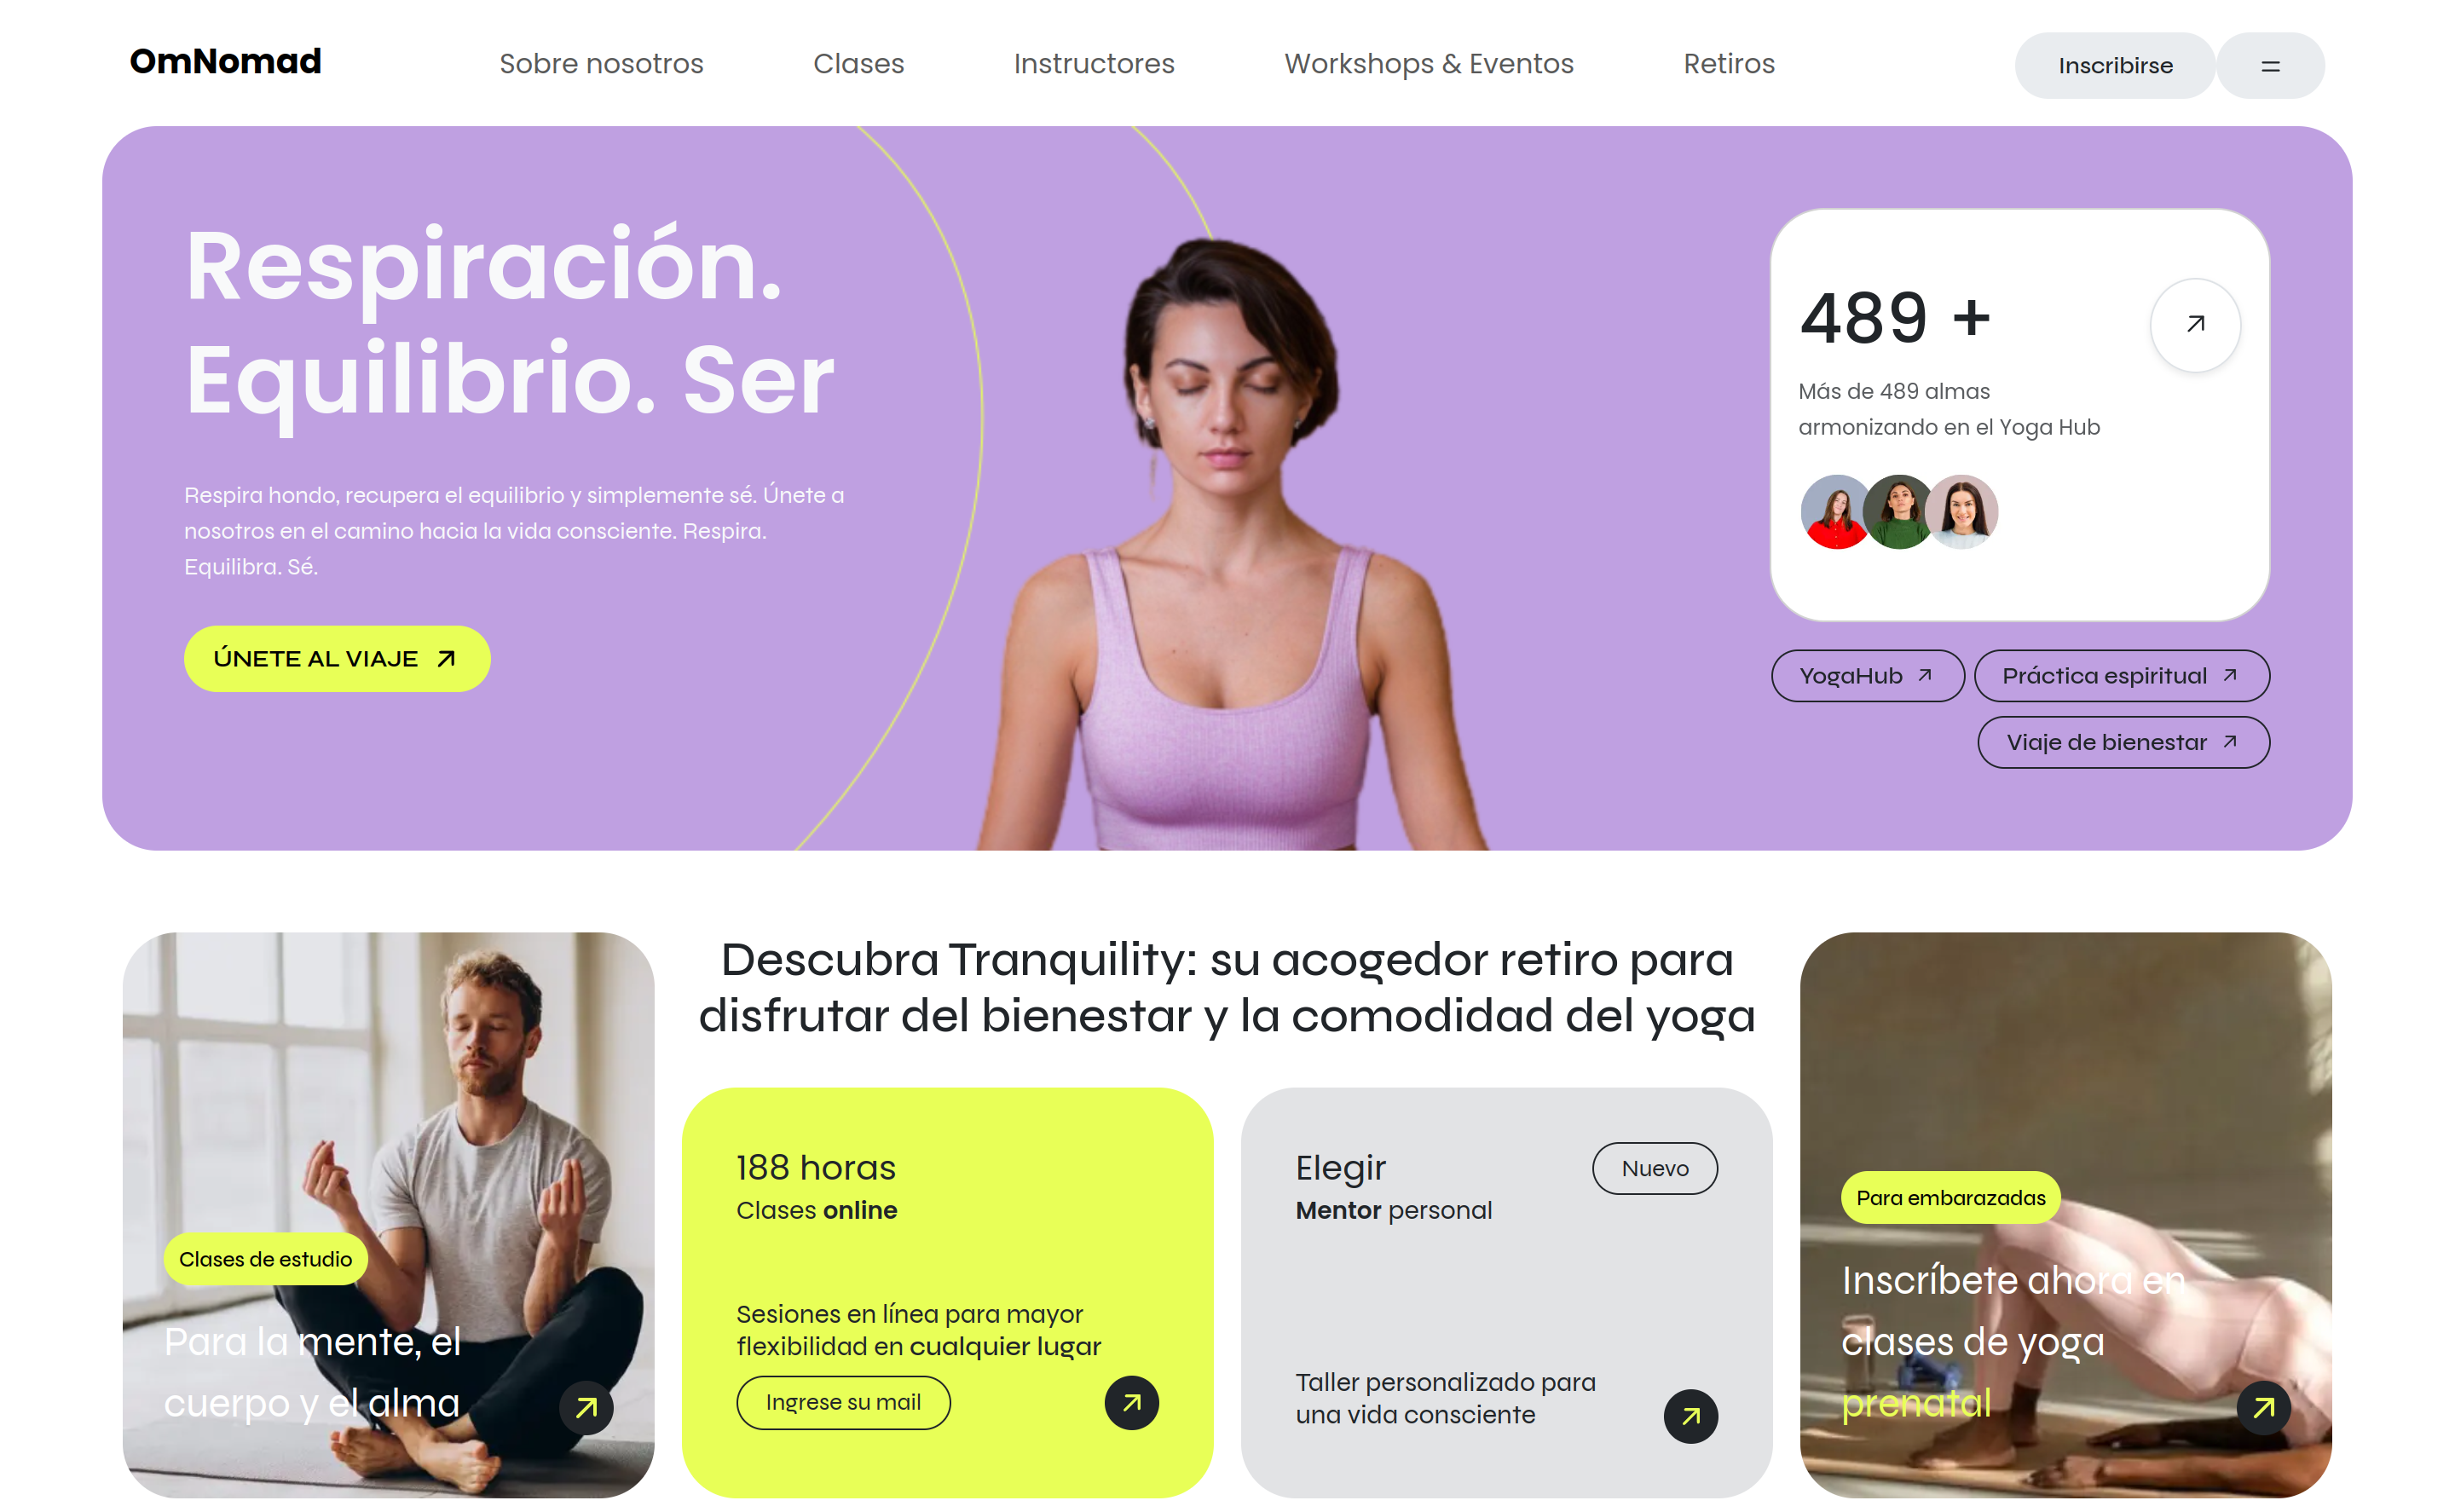 OmNomad
Sobre nosotros
Clases
Instructores
Workshops & Eventos
Retiros
Inscribirse
Respiración.
Equilibrio. Ser
Respira hondo, recupera el equilibrio y simplemente sé. Únete a
nosotros en el camino hacia la vida consciente. Respira.
Equilibra. Sé.
ÚNETE AL VIAJE
489 +
Más de 489 almas
armonizando en el Yoga Hub
YogaHub
Práctica espiritual
Viaje de bienestar
Descubra Tranquility: su acogedor retiro para
disfrutar del bienestar y la comodidad del yoga
Clases de estudio
Para la mente, el
cuerpo y el alma
188 horas
Clases online
Sesiones en línea para mayor
flexibilidad en cualquier lugar
Ingrese su mail
Elegir
Nuevo
Mentor personal
Taller personalizado para
una vida consciente
Para embarazadas
Inscríbete ahora en
clases de yoga
prenatal